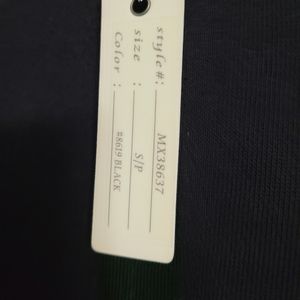 style#: MX38637
size : S/P
Color : #8619 BLACK